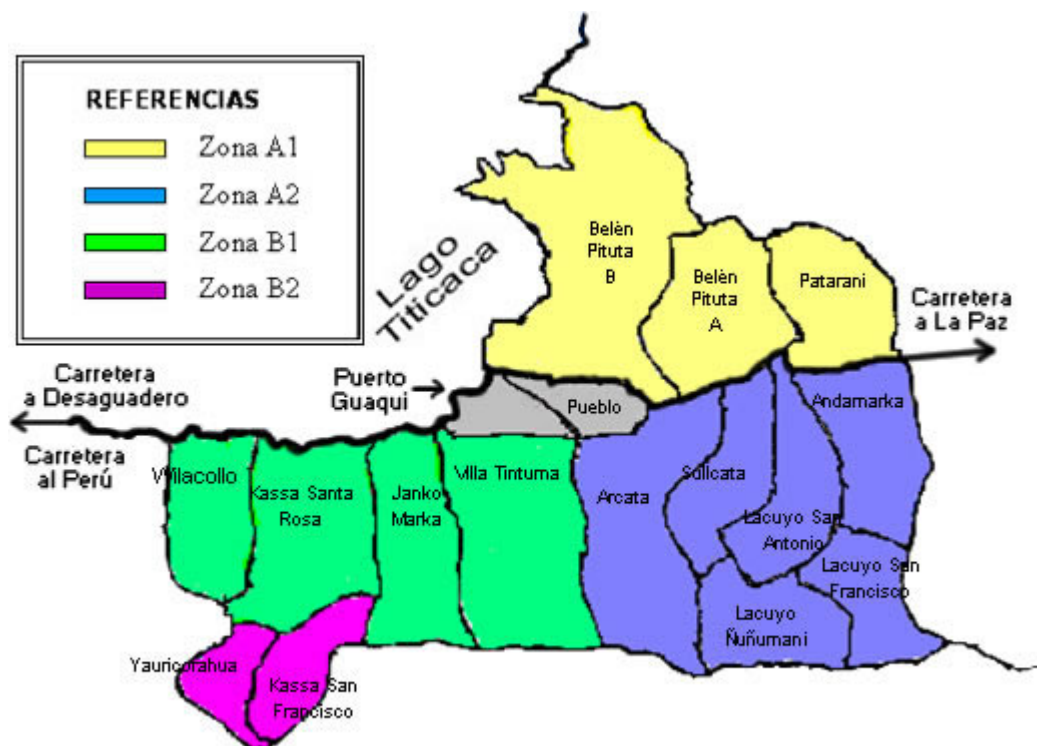 REFERENCIAS
Zona A1
Zona A2
Zona B1
Zona B2
Lago
Titicaca
Belèn
Pituta
B
Belèn
Pituta
A
Patarani
Carretera
a La Paz
Carretera
a Desaguadero
Puerto
Guaqui
Pueblo
Carretera
al Perú
Wilacollo
Kassa Santa
Rosa
Janko
Marka
Villa Tintuma
Arcata
Sullcata
Andamarka
Lacuyo San
Antonio
Lacuyo San
Francisco
Lacuyo
Ñuñumani
Yauricorahua
Kassa San
Francisco